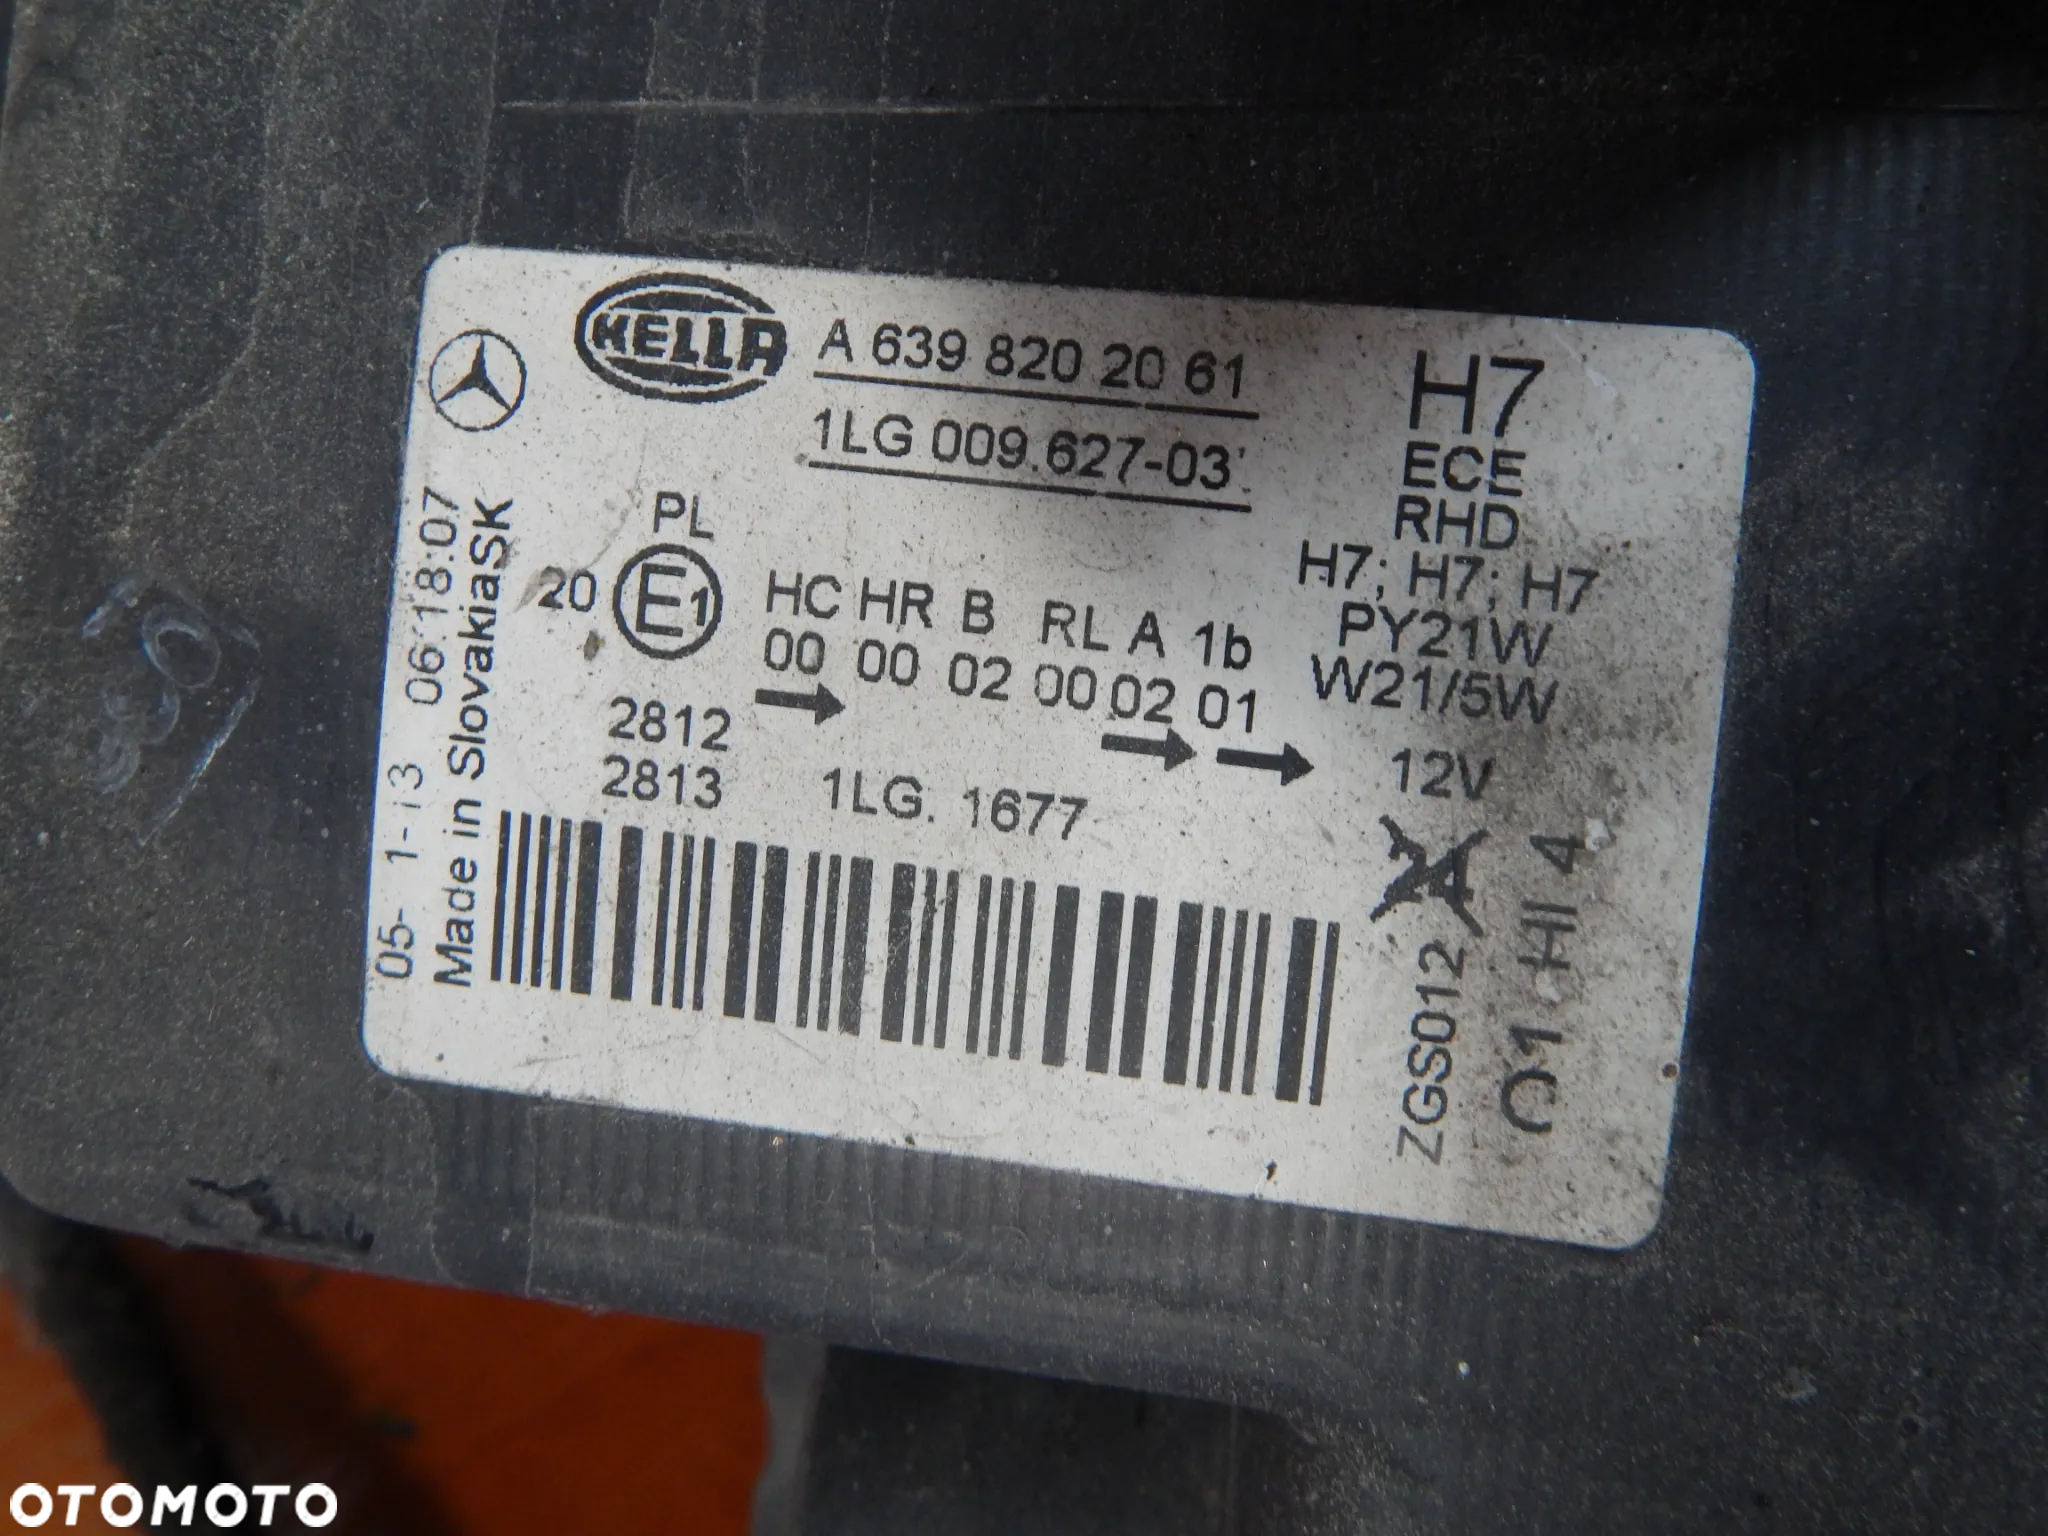 HELLA
A 639 820 20 61
1LG 009.627-03
H7
ECE
RHD
H7; H7; H7
PY21W
W21/5W
12V
PL
20 E1
HC HR B RL A 1b
00 00 02 00 02 01
2812
2813
1LG. 1677
05- 1-13 06:18:07
Made in SlovakiaSK
ZGS012
01 HI 4
OTOMOTO